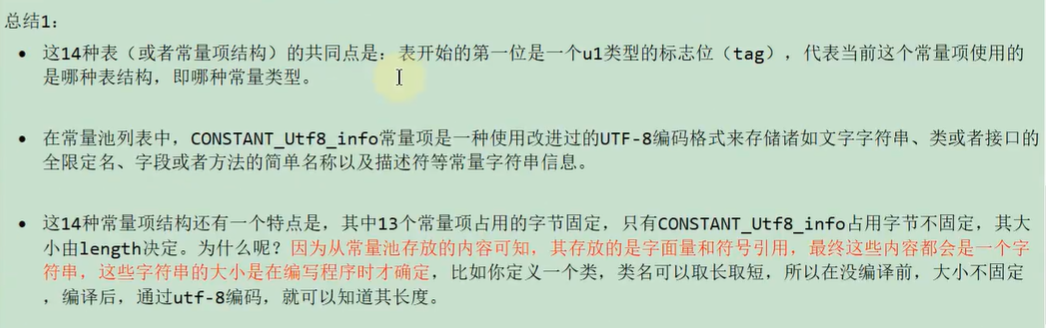 总结1：
• 这14种表（或者常量项结构）的共同点是：表开始的第一位是一个u1类型的标志位（tag），代表当前这个常量项使用的
是哪种表结构，即哪种常量类型。
• 在常量池列表中，CONSTANT_Utf8_info常量项是一种使用改进过的UTF-8编码格式来存储诸如文字字符串、类或者接口的
全限定名、字段或者方法的简单名称以及描述符等常量字符串信息。
• 这14种常量项结构还有一个特点是，其中13个常量项占用的字节固定，只有CONSTANT_Utf8_info占用字节不固定，其大
小由length决定。为什么呢？因为从常量池存放的内容可知，其存放的是字面量和符号引用，最终这些内容都会是一个字
符串，这些字符串的大小是在编写程序时才确定，比如你定义一个类，类名可以取长取短，所以在没编译前，大小不固定
，编译后，通过utf-8编码，就可以知道其长度。